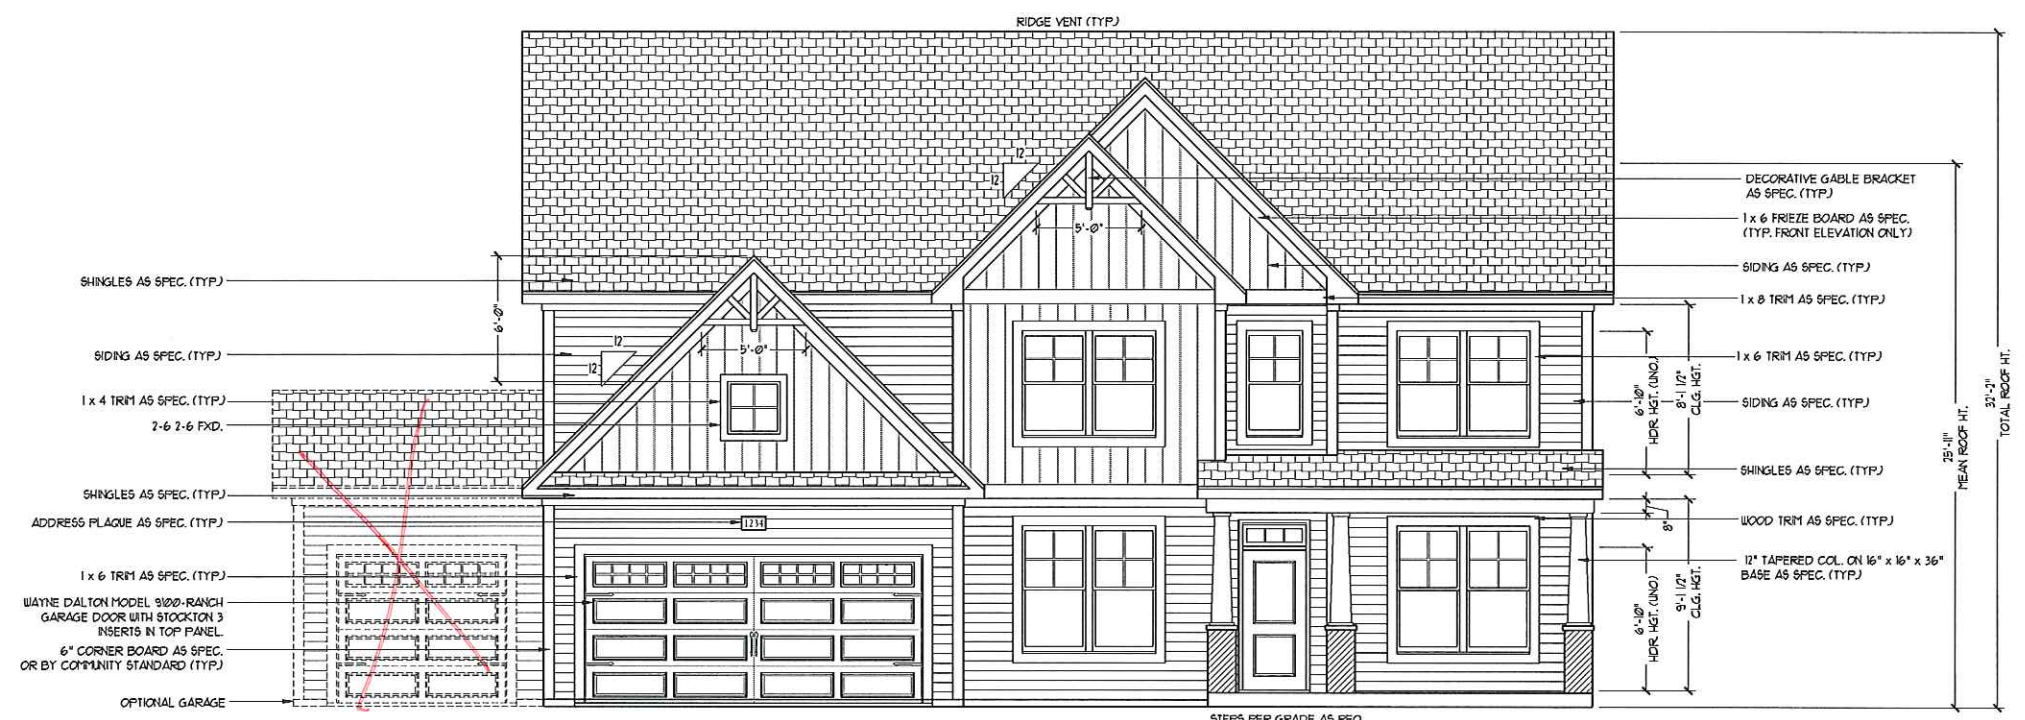 RIDGE VENT (TYP.)
12
12
DECORATIVE GABLE BRACKET
AS SPEC. (TYP.)
1 x 6 FRIEZE BOARD AS SPEC.
(TYP. FRONT ELEVATION ONLY)
5'-0"
SIDING AS SPEC. (TYP.)
SHINGLES AS SPEC. (TYP.)
1 x 8 TRIM AS SPEC. (TYP.)
6'-0"
12
12
5'-0"
SIDING AS SPEC. (TYP.)
1 x 6 TRIM AS SPEC. (TYP.)
1 x 4 TRIM AS SPEC. (TYP.)
SIDING AS SPEC. (TYP.)
2-6 2-6 FXD.
6'-10"
HDR. HGT. (UNO.)
8'-1 1/2"
CLG. HGT.
25'-11"
MEAN ROOF HT.
32'-2"
TOTAL ROOF HT.
SHINGLES AS SPEC. (TYP.)
SHINGLES AS SPEC. (TYP.)
ADDRESS PLAQUE AS SPEC. (TYP.)
1234
8"
WOOD TRIM AS SPEC. (TYP.)
12" TAPERED COL. ON 16" x 16" x 36"
BASE AS SPEC. (TYP.)
1 x 6 TRIM AS SPEC. (TYP.)
WAYNE DALTON MODEL 9100-RANCH
GARAGE DOOR WITH STOCKTON 3
INSERTS IN TOP PANEL.
6'-10"
HDR. HGT. (UNO)
9'-1 1/2"
CLG. HGT.
6" CORNER BOARD AS SPEC.
OR BY COMMUNITY STANDARD (TYP.)
OPTIONAL GARAGE
STEPS PER GRADE AS REQ.